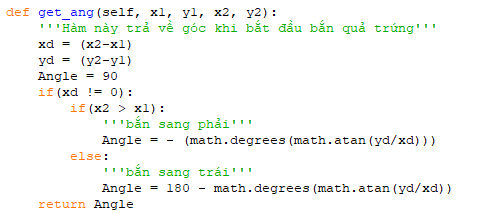 def get_ang(self, x1, y1, x2, y2):
    '''Hàm này trả về góc khi bắt đầu bắn quả trứng'''
    xd = (x2-x1)
    yd = (y2-y1)
    Angle = 90
    if(xd != 0):
        if(x2 > x1):
            '''bắn sang phải'''
            Angle = - (math.degrees(math.atan(yd/xd)))
        else:
            '''bắn sang trái'''
            Angle = 180 - math.degrees(math.atan(yd/xd))
    return Angle